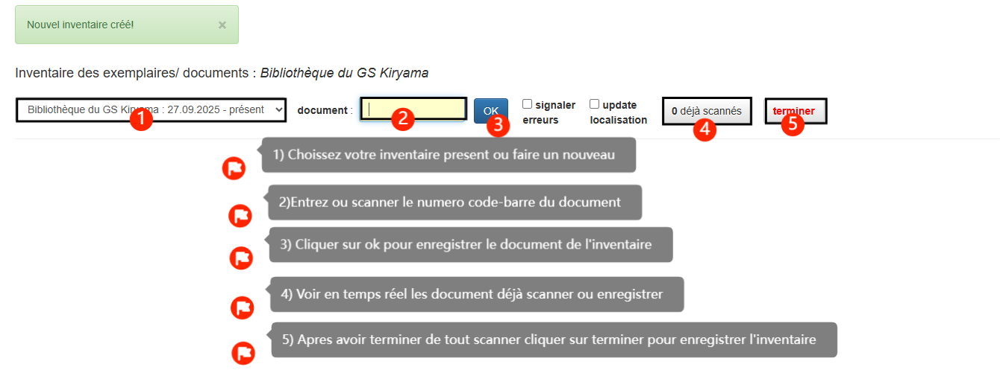 Nouvel inventaire créé!
×
Inventaire des exemplaires/ documents : Bibliothèque du GS Kiryama
Bibliothèque du GS Kiryama : 27.09.2025 - présent
document :
OK
signaler erreurs
update localisation
0 déjà scannés
terminer
1
2
3
4
5
1) Choissez votre inventaire present ou faire un nouveau
2)Entrez ou scanner le numero code-barre du document
3) Cliquer sur ok pour enregistrer le document de l'inventaire
4) Voir en temps réel les document déjà scanner ou enregistrer
5) Apres avoir terminer de tout scanner cliquer sur terminer pour enregistrer l'inventaire